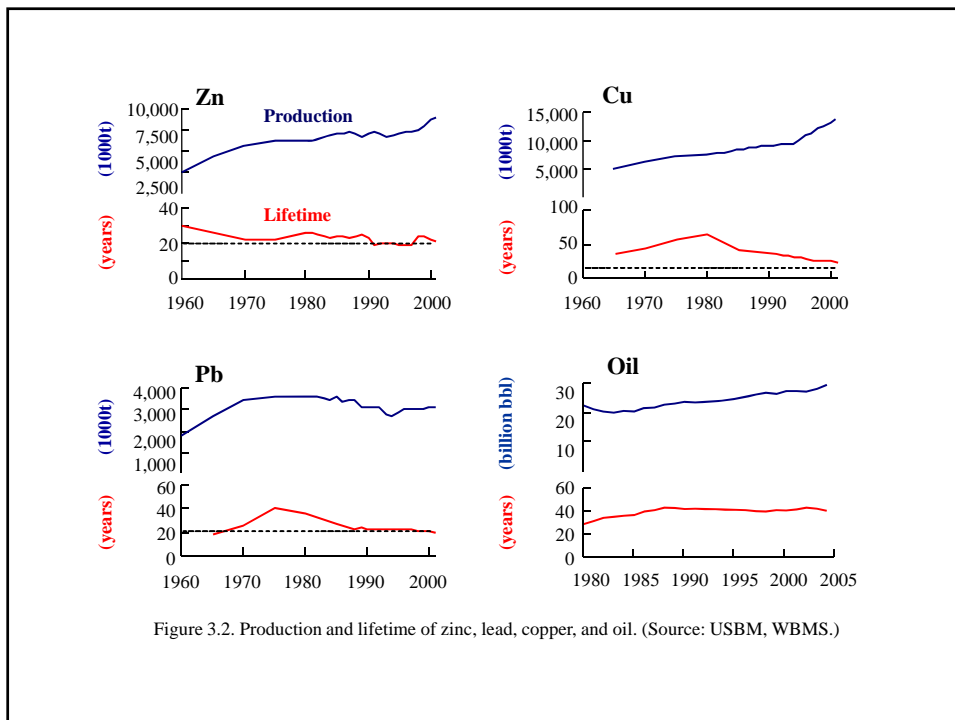 Zn
Production
(1000t)
10,000
7,500
5,000
2,500
Lifetime
(years)
40
20
0
1960 1970 1980 1990 2000
Cu
(1000t)
15,000
10,000
5,000
(years)
100
50
0
1960 1970 1980 1990 2000
Pb
(1000t)
4,000
3,000
2,000
1,000
(years)
60
40
20
0
1960 1970 1980 1990 2000
Oil
(billion bbl)
30
20
10
(years)
60
40
20
0
1980 1985 1990 1995 2000 2005
Figure 3.2. Production and lifetime of zinc, lead, copper, and oil. (Source: USBM, WBMS.)